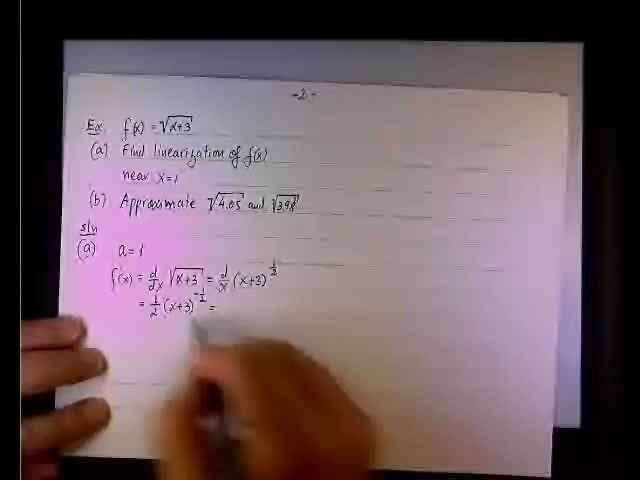 -2-
Ex. f(x) = √x+3
(a) Find linearization of f(x)
near x=1
(b) Approximate √4.05 and √3.98
sln
(a) a=1
f'(x) = d/dx √x+3 = d/x (x+3)^1/2
= 1/2 (x+3)^-1/2 =